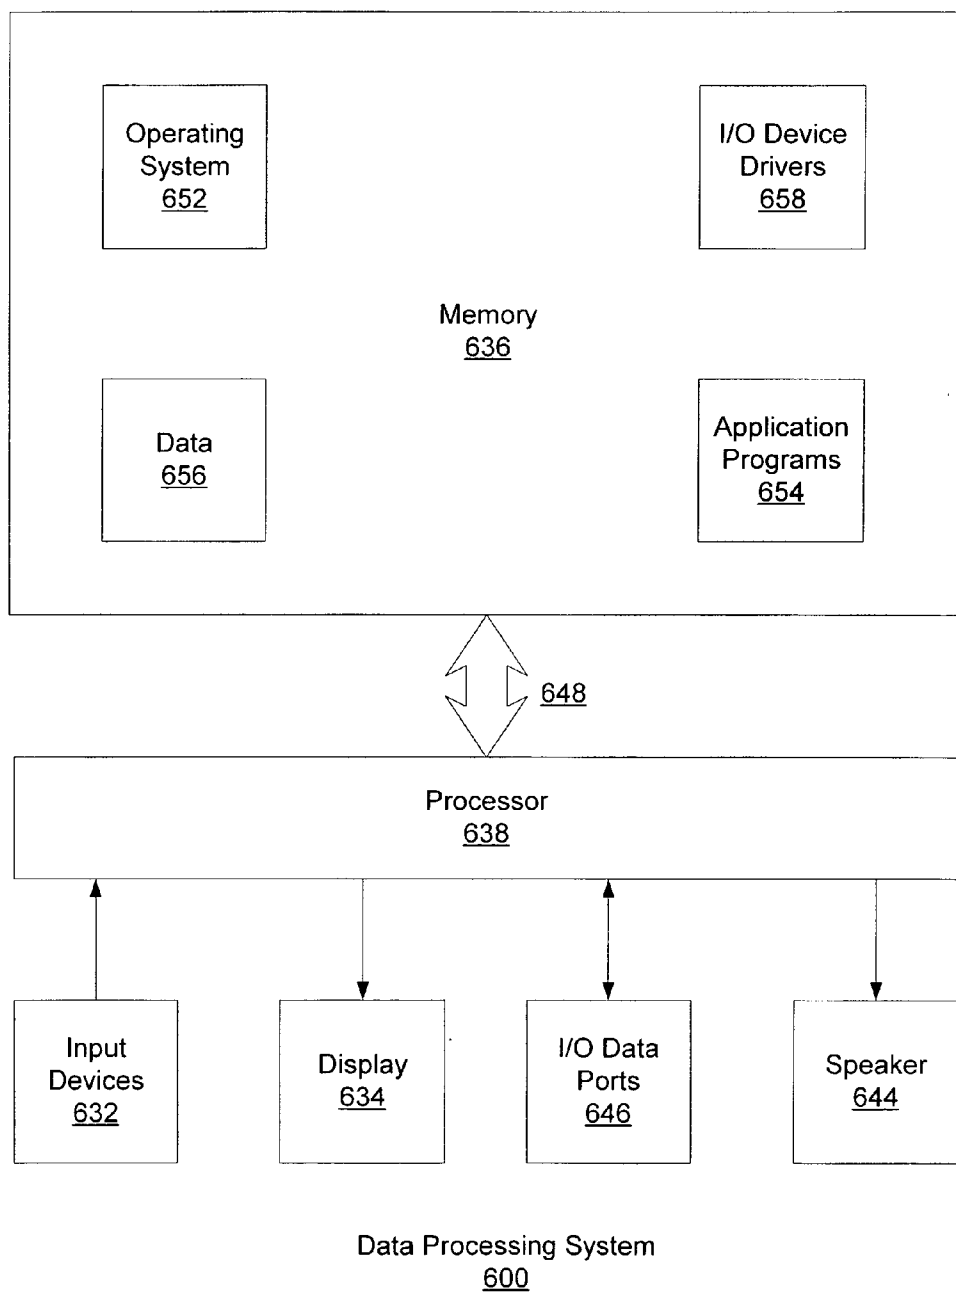 Operating
System
652
I/O Device
Drivers
658
Memory
636
Data
656
Application
Programs
654
648
Processor
638
Input
Devices
632
Display
634
I/O Data
Ports
646
Speaker
644
Data Processing System
600